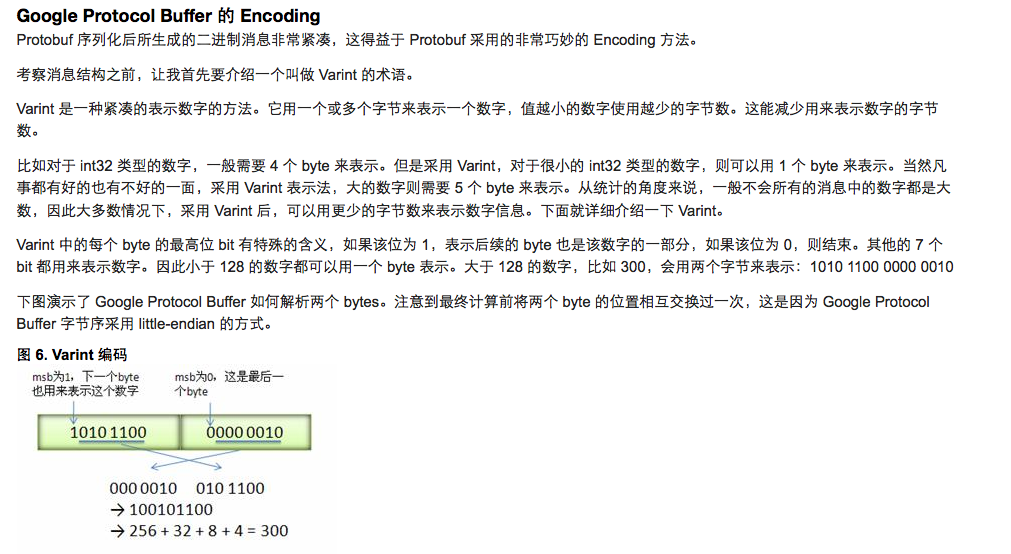 Google Protocol Buffer 的 Encoding
Protobuf 序列化后所生成的二进制消息非常紧凑，这得益于 Protobuf 采用的非常巧妙的 Encoding 方法。
考察消息结构之前，让我首先要介绍一个叫做 Varint 的术语。
Varint 是一种紧凑的表示数字的方法。它用一个或多个字节来表示一个数字，值越小的数字使用越少的字节数。这能减少用来表示数字的字节
数。
比如对于 int32 类型的数字，一般需要 4 个 byte 来表示。但是采用 Varint，对于很小的 int32 类型的数字，则可以用 1 个 byte 来表示。当然凡
事都有好的也有不好的一面，采用 Varint 表示法，大的数字则需要 5 个 byte 来表示。从统计的角度来说，一般不会所有的消息中的数字都是大
数，因此大多数情况下，采用 Varint 后，可以用更少的字节数来表示数字信息。下面就详细介绍一下 Varint。
Varint 中的每个 byte 的最高位 bit 有特殊的含义，如果该位为 1，表示后续的 byte 也是该数字的一部分，如果该位为 0，则结束。其他的 7 个
bit 都用来表示数字。因此小于 128 的数字都可以用一个 byte 表示。大于 128 的数字，比如 300，会用两个字节来表示：1010 1100 0000 0010
下图演示了 Google Protocol Buffer 如何解析两个 bytes。注意到最终计算前将两个 byte 的位置相互交换过一次，这是因为 Google Protocol
Buffer 字节序采用 little-endian 的方式。
图 6. Varint 编码
msb为1，下一个byte
也用来表示这个数字
msb为0，这是最后一
个byte
1010 1100
0000 0010
000 0010 010 1100
→ 100101100
→ 256 + 32 + 8 + 4 = 300